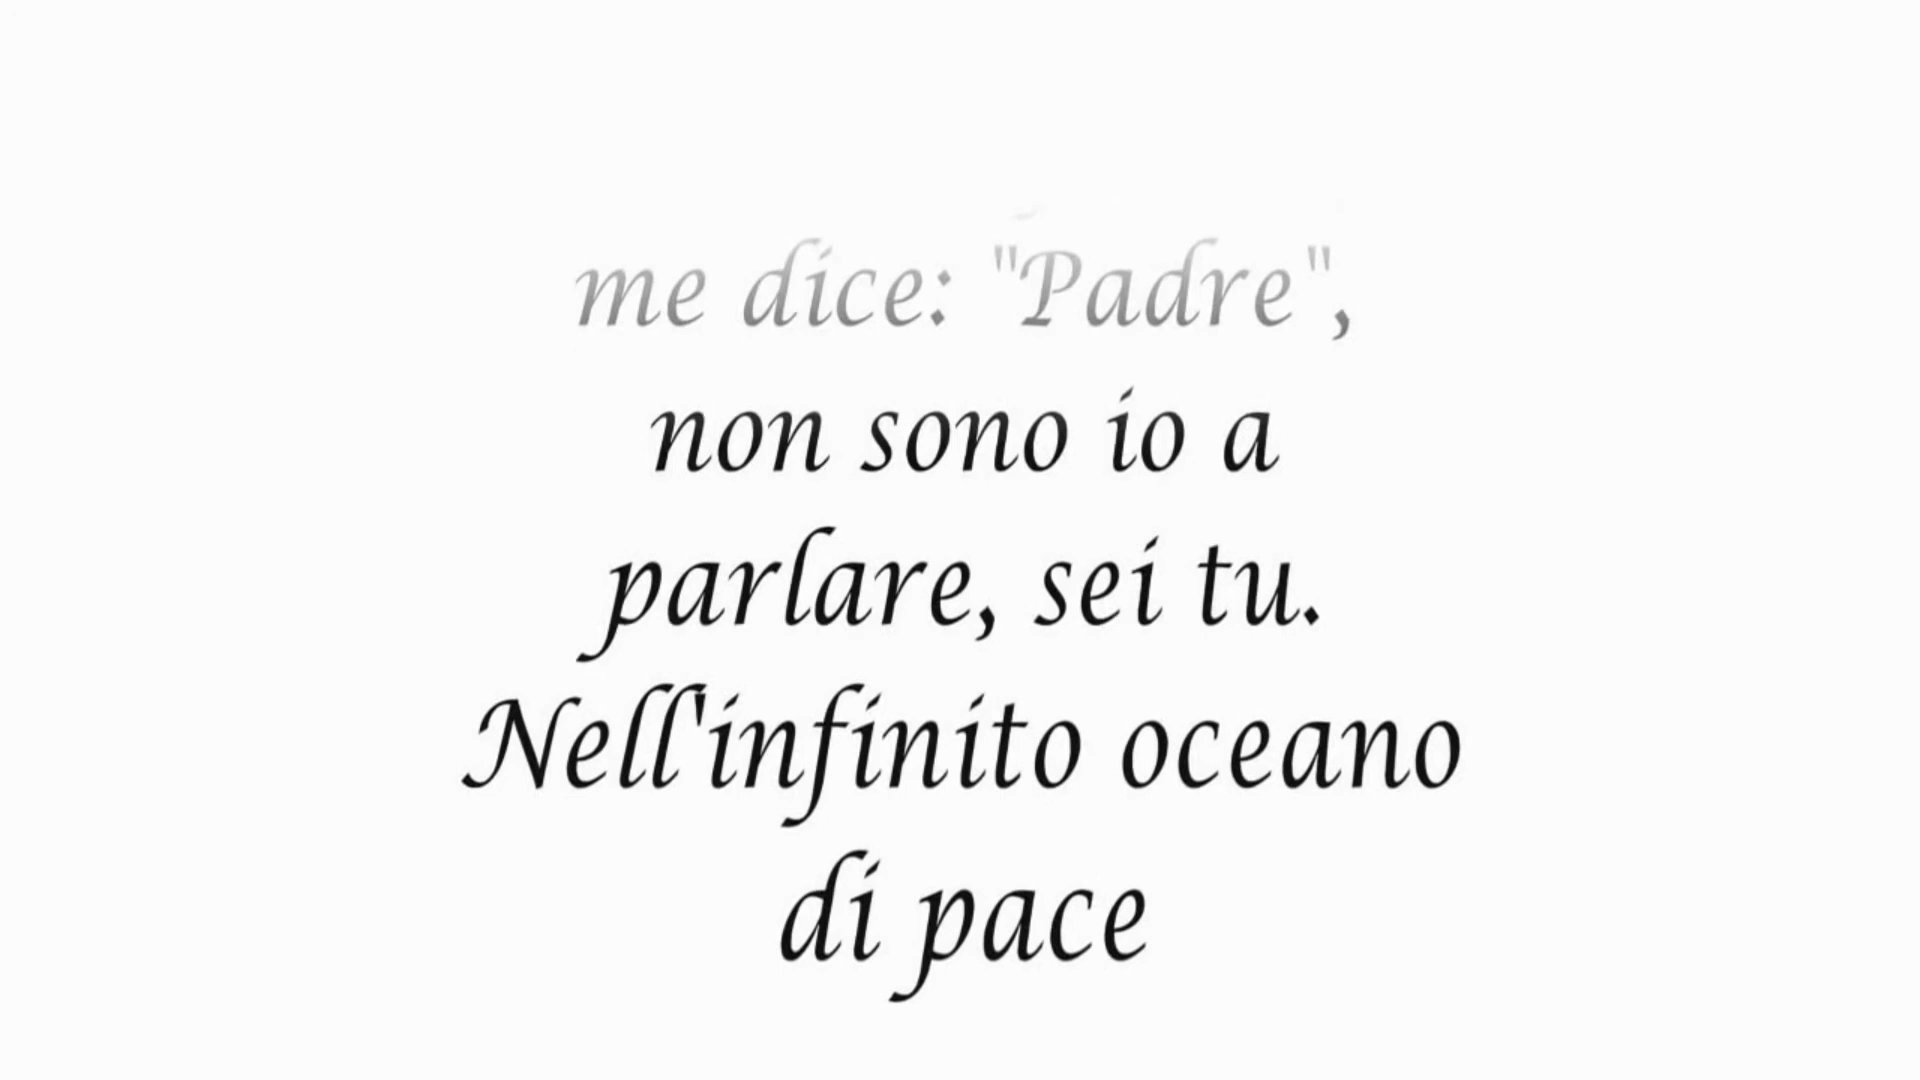 me dice: "Padre",
non sono io a
parlare, sei tu.
Nell'infinito oceano
di pace